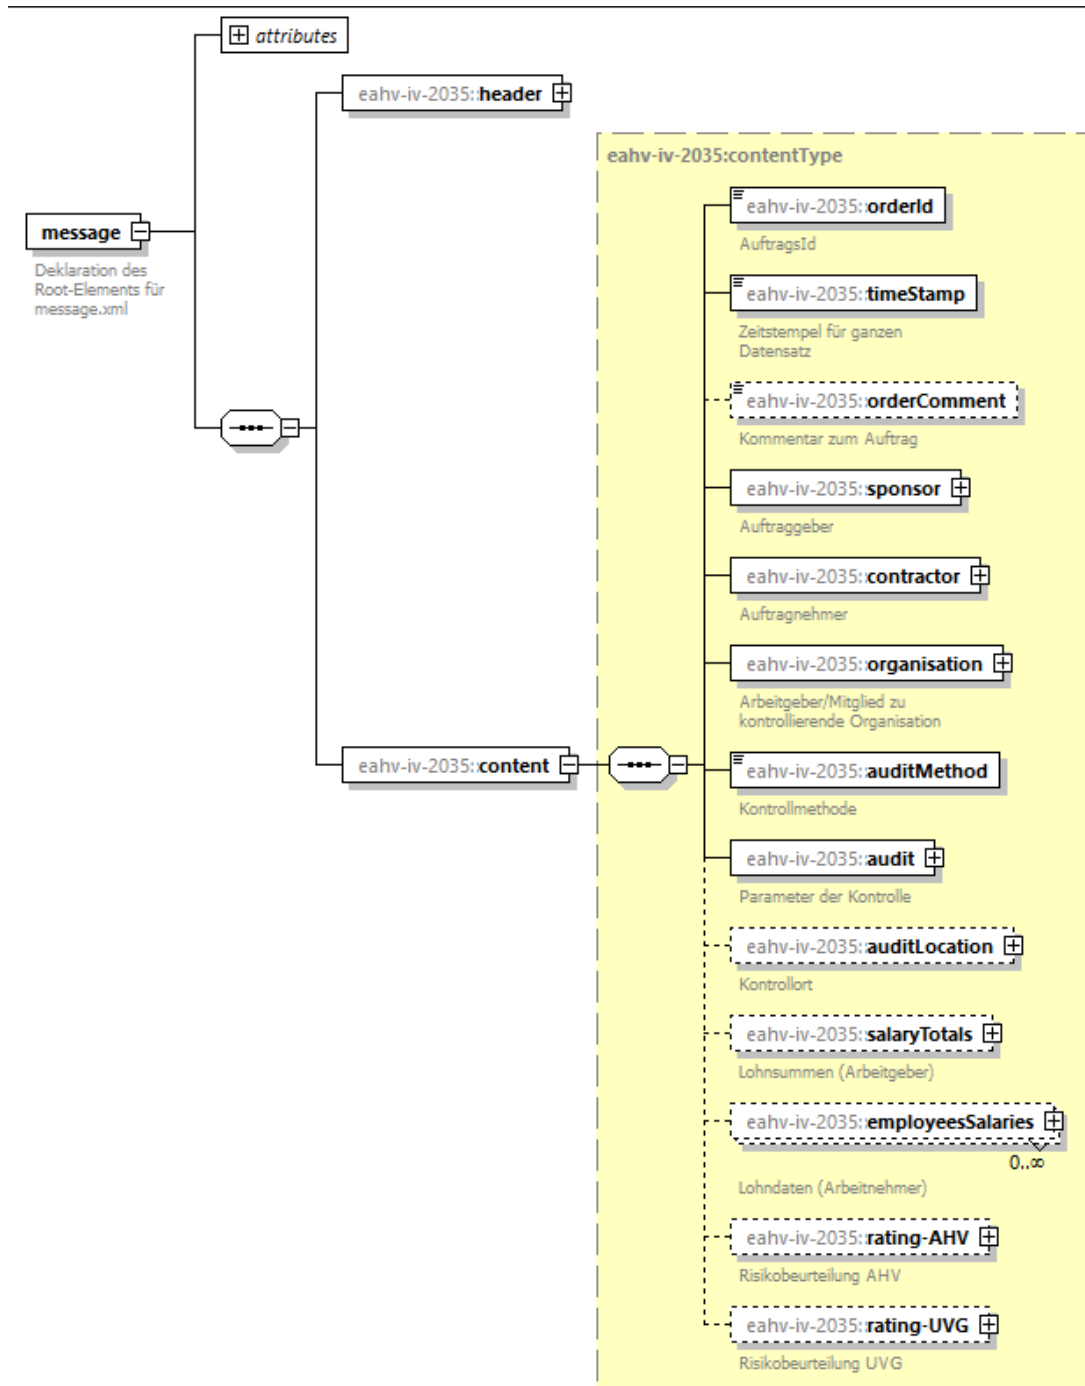 attributes
eahv-iv-2035::header
eahv-iv-2035:contentType
eahv-iv-2035::orderId
AuftragsId
message
Deklaration des
Root-Elements für
message.xml
eahv-iv-2035::timeStamp
Zeitstempel für ganzen
Datensatz
eahv-iv-2035::orderComment
Kommentar zum Auftrag
eahv-iv-2035::sponsor
Auftraggeber
eahv-iv-2035::contractor
Auftragnehmer
eahv-iv-2035::organisation
Arbeitgeber/Mitglied zu
kontrollierende Organisation
eahv-iv-2035::content
eahv-iv-2035::auditMethod
Kontrollmethode
eahv-iv-2035::audit
Parameter der Kontrolle
eahv-iv-2035::auditLocation
Kontrollort
eahv-iv-2035::salaryTotals
Lohnsummen (Arbeitgeber)
eahv-iv-2035::employeesSalaries
0..∞
Lohndaten (Arbeitnehmer)
eahv-iv-2035::rating-AHV
Risikobeurteilung AHV
eahv-iv-2035::rating-UVG
Risikobeurteilung UVG